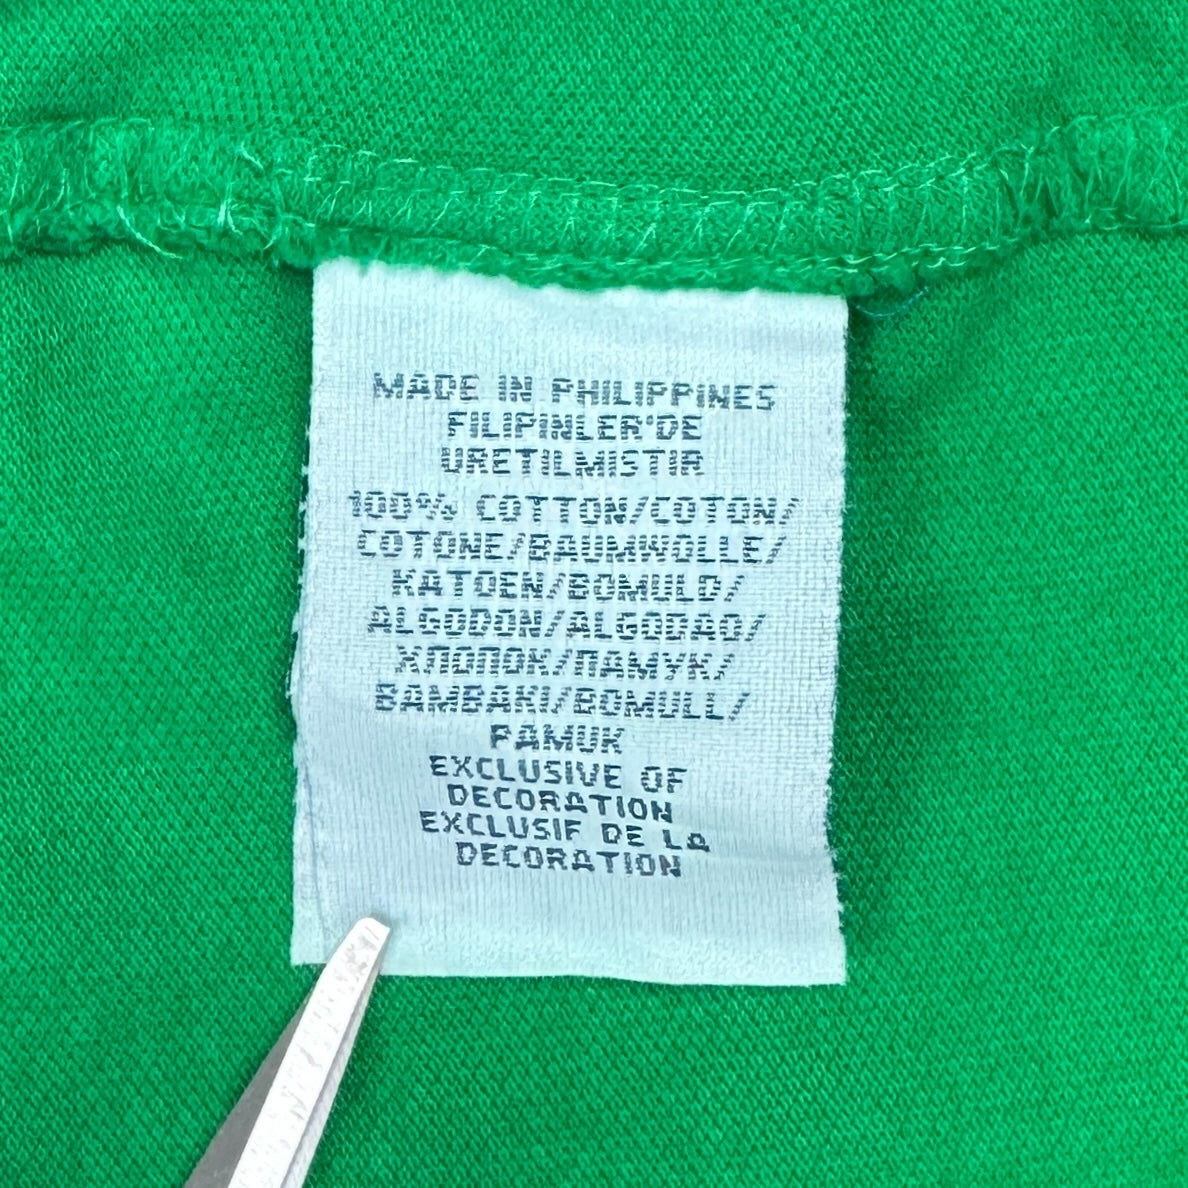 MADE IN PHILIPPINES
FILIPINLER'DE
URETILMISTIR
100% COTTON/COTON/
COTONE/BAUMWOLLE/
KATOEN/BOMULD/
ALGODON/ALGODAO/
ХЛОПОК/ПАМУК/
BAMBAKI/BOMULL/
PAMUK
EXCLUSIVE OF
DECORATION
EXCLUSIF DE LA
DECORATION